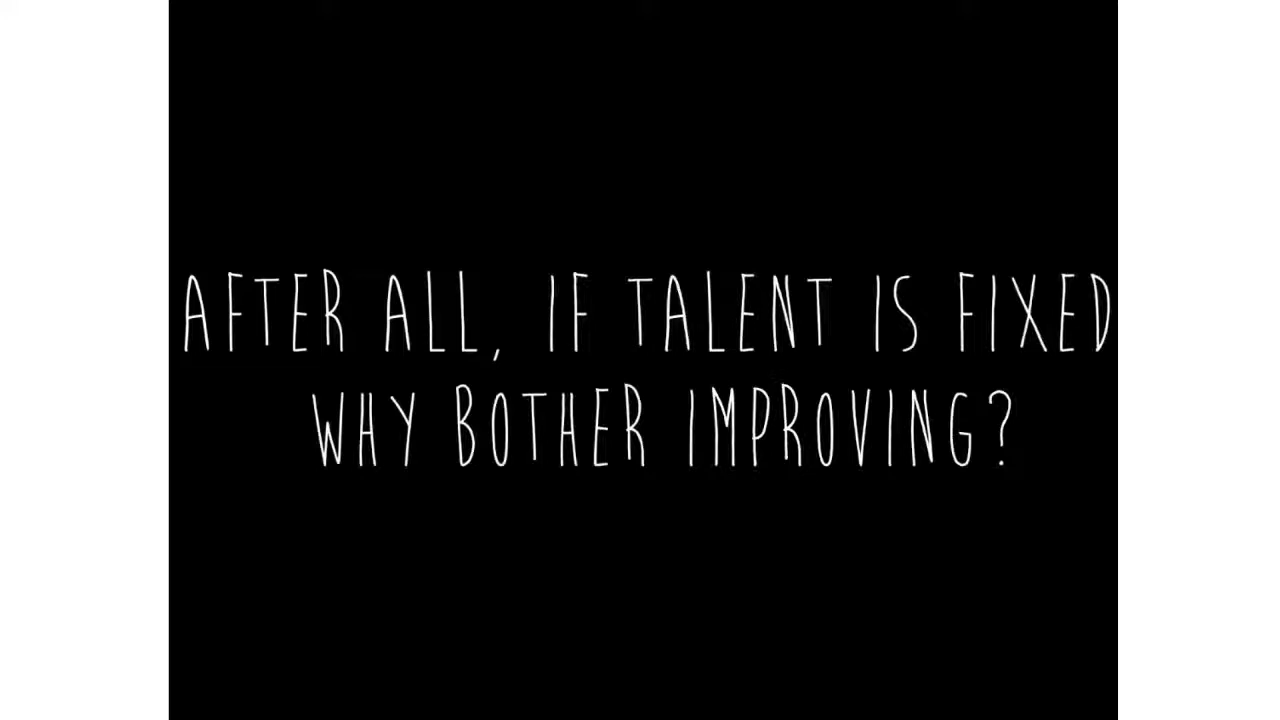 AFTER ALL, IF TALENT IS FIXED
WHY BOTHER IMPROVING?